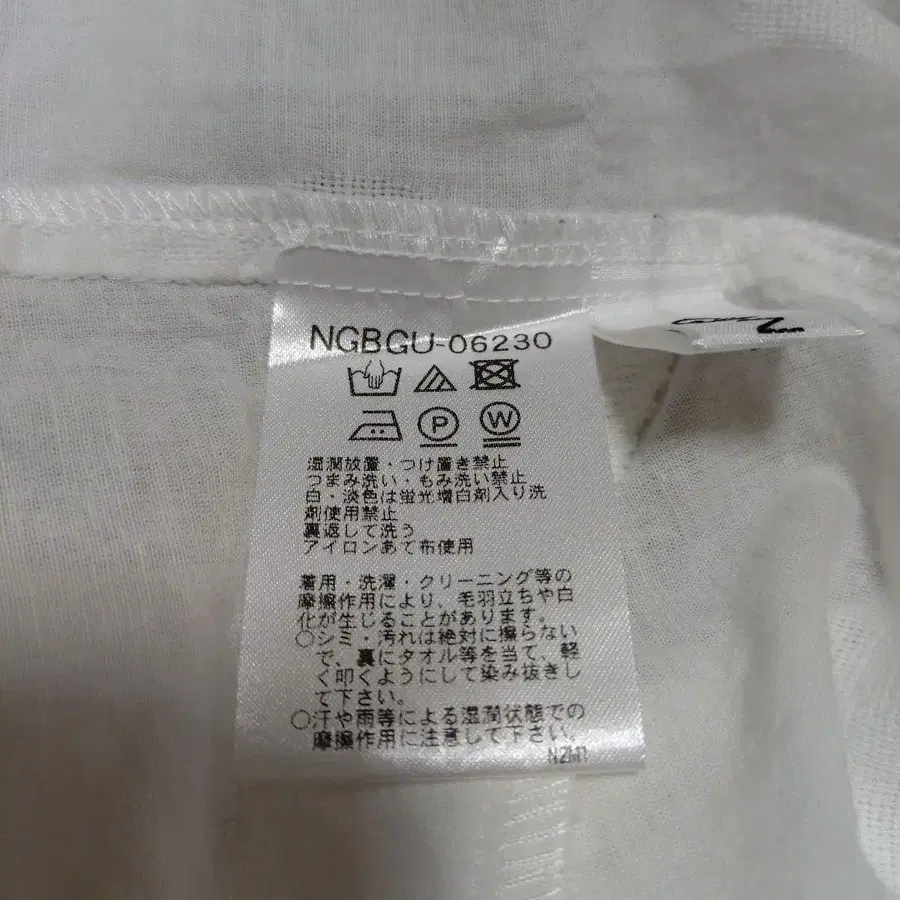 NGBGU-06230
P
W
湿潤放置・つけ置き禁止
つまみ洗い・もみ洗い禁止
白・淡色は蛍光増白剤入り洗
剤使用禁止
裏返して洗う
アイロンあて布使用
着用・洗濯・クリーニング等の
摩擦作用により、毛羽立ちや白
化が生じることがあります。
○シミ・汚れは絶対に擦らない
で、裏にタオル等を当て、軽
く叩くようにして染み抜きし
て下さい。
○汗や雨等による湿潤状態での
摩擦作用に注意して下さい。
N2M1